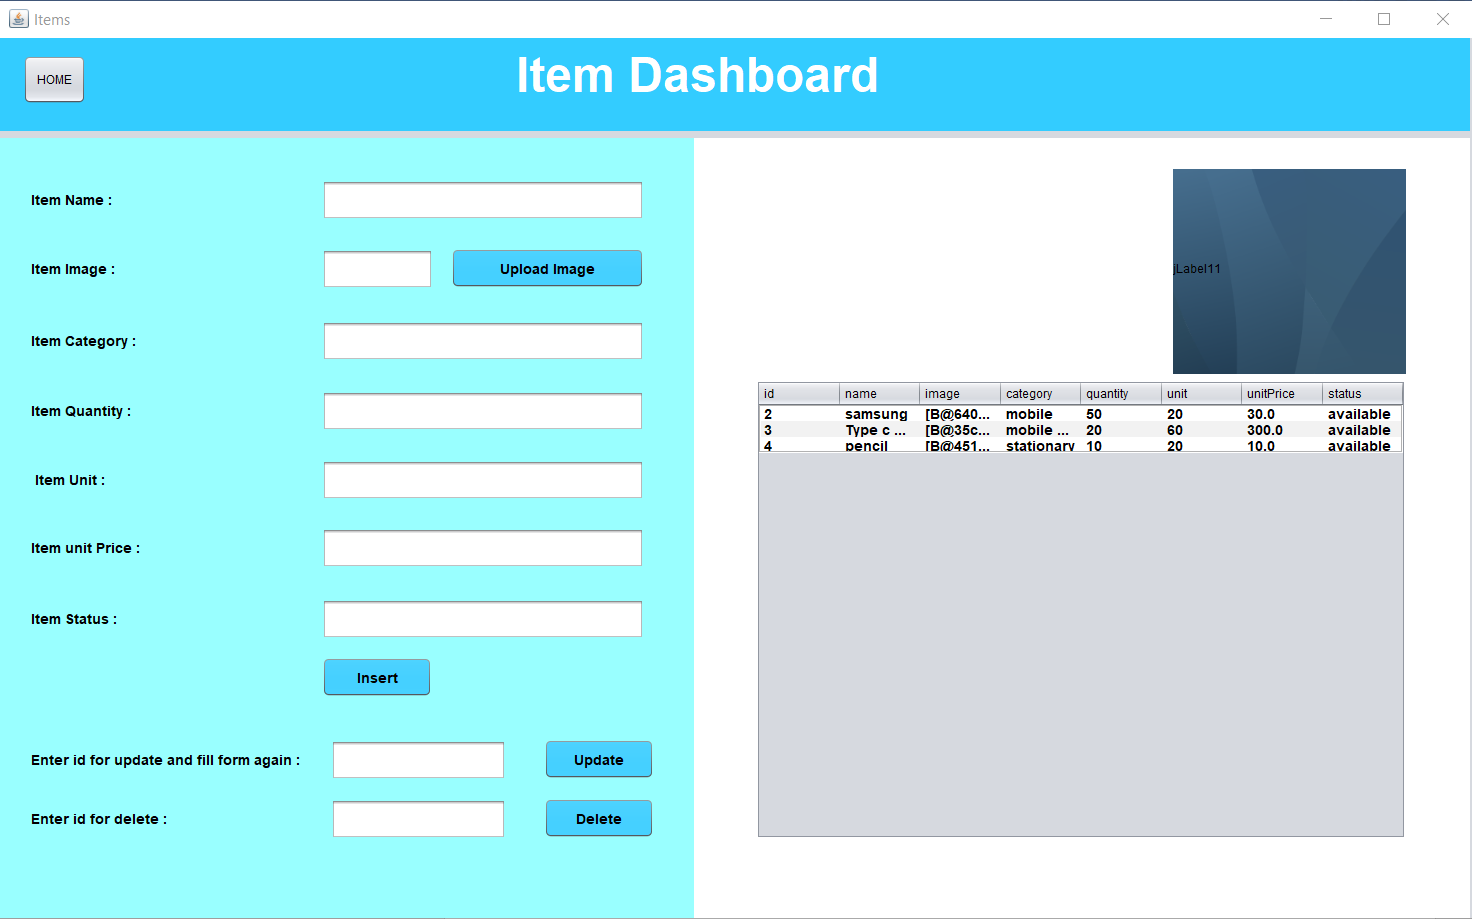 Items
HOME
Item Dashboard
Item Name :
Item Image :
Upload Image
Item Category :
Item Quantity :
Item Unit :
Item unit Price :
Item Status :
Insert
Enter id for update and fill form again :
Update
Enter id for delete :
Delete
jLabel11
id name image category quantity unit unitPrice status
2 samsung [B@640... mobile 50 20 30.0 available
3 Type c ... [B@35c... mobile ... 20 60 300.0 available
4 pencil [B@451... stationary 10 20 10.0 available